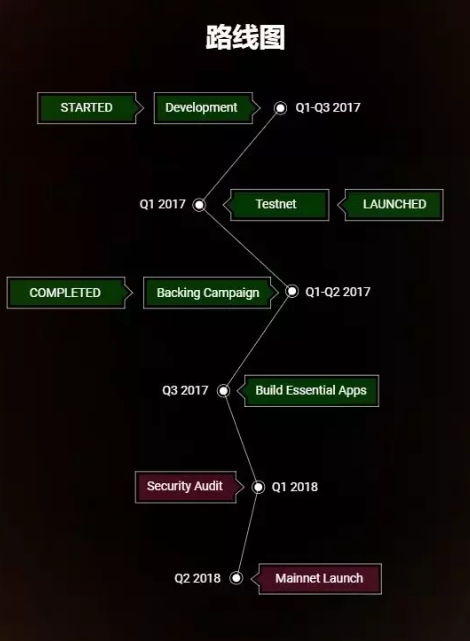 路线图
STARTED
Development
Q1-Q3 2017
Q1 2017
Testnet
LAUNCHED
COMPLETED
Backing Campaign
Q1-Q2 2017
Q3 2017
Build Essential Apps
Security Audit
Q1 2018
Q2 2018
Mainnet Launch